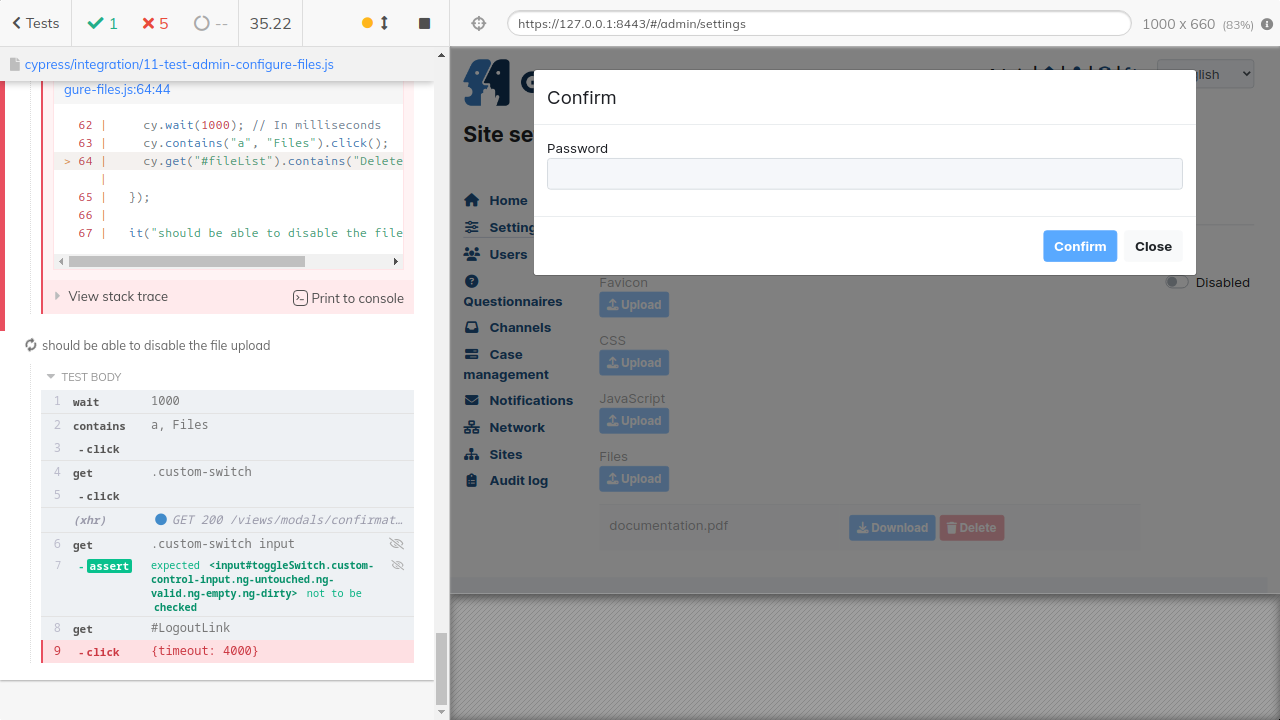 Tests
1
5
--
35.22
cypress/integration/11-test-admin-configure-files.js
gure-files.js:64:44
62 | cy.wait(1000); // In milliseconds
63 | cy.contains("a", "Files").click();
> 64 | cy.get("#fileList").contains("Delete
|
65 | });
66 |
67 | it("should be able to disable the file
View stack trace
Print to console
should be able to disable the file upload
TEST BODY
1 wait 1000
2 contains a, Files
3 - click
4 get .custom-switch
5 - click
(xhr) GET 200 /views/modals/confirmat…
6 get .custom-switch input
7 - assert expected <input#toggleSwitch.custom-
control-input.ng-untouched.ng-
valid.ng-empty.ng-dirty> not to be
checked
8 get #LogoutLink
9 - click {timeout: 4000}
https://127.0.0.1:8443/#/admin/settings
1000 x 660 (83%)
glish
Site se
Confirm
Password
Confirm
Close
Home
Setting
Users
Questionnaires
Channels
Case
management
Notifications
Network
Sites
Audit log
Favicon
Upload
Disabled
CSS
Upload
JavaScript
Upload
Files
Upload
documentation.pdf
Download
Delete